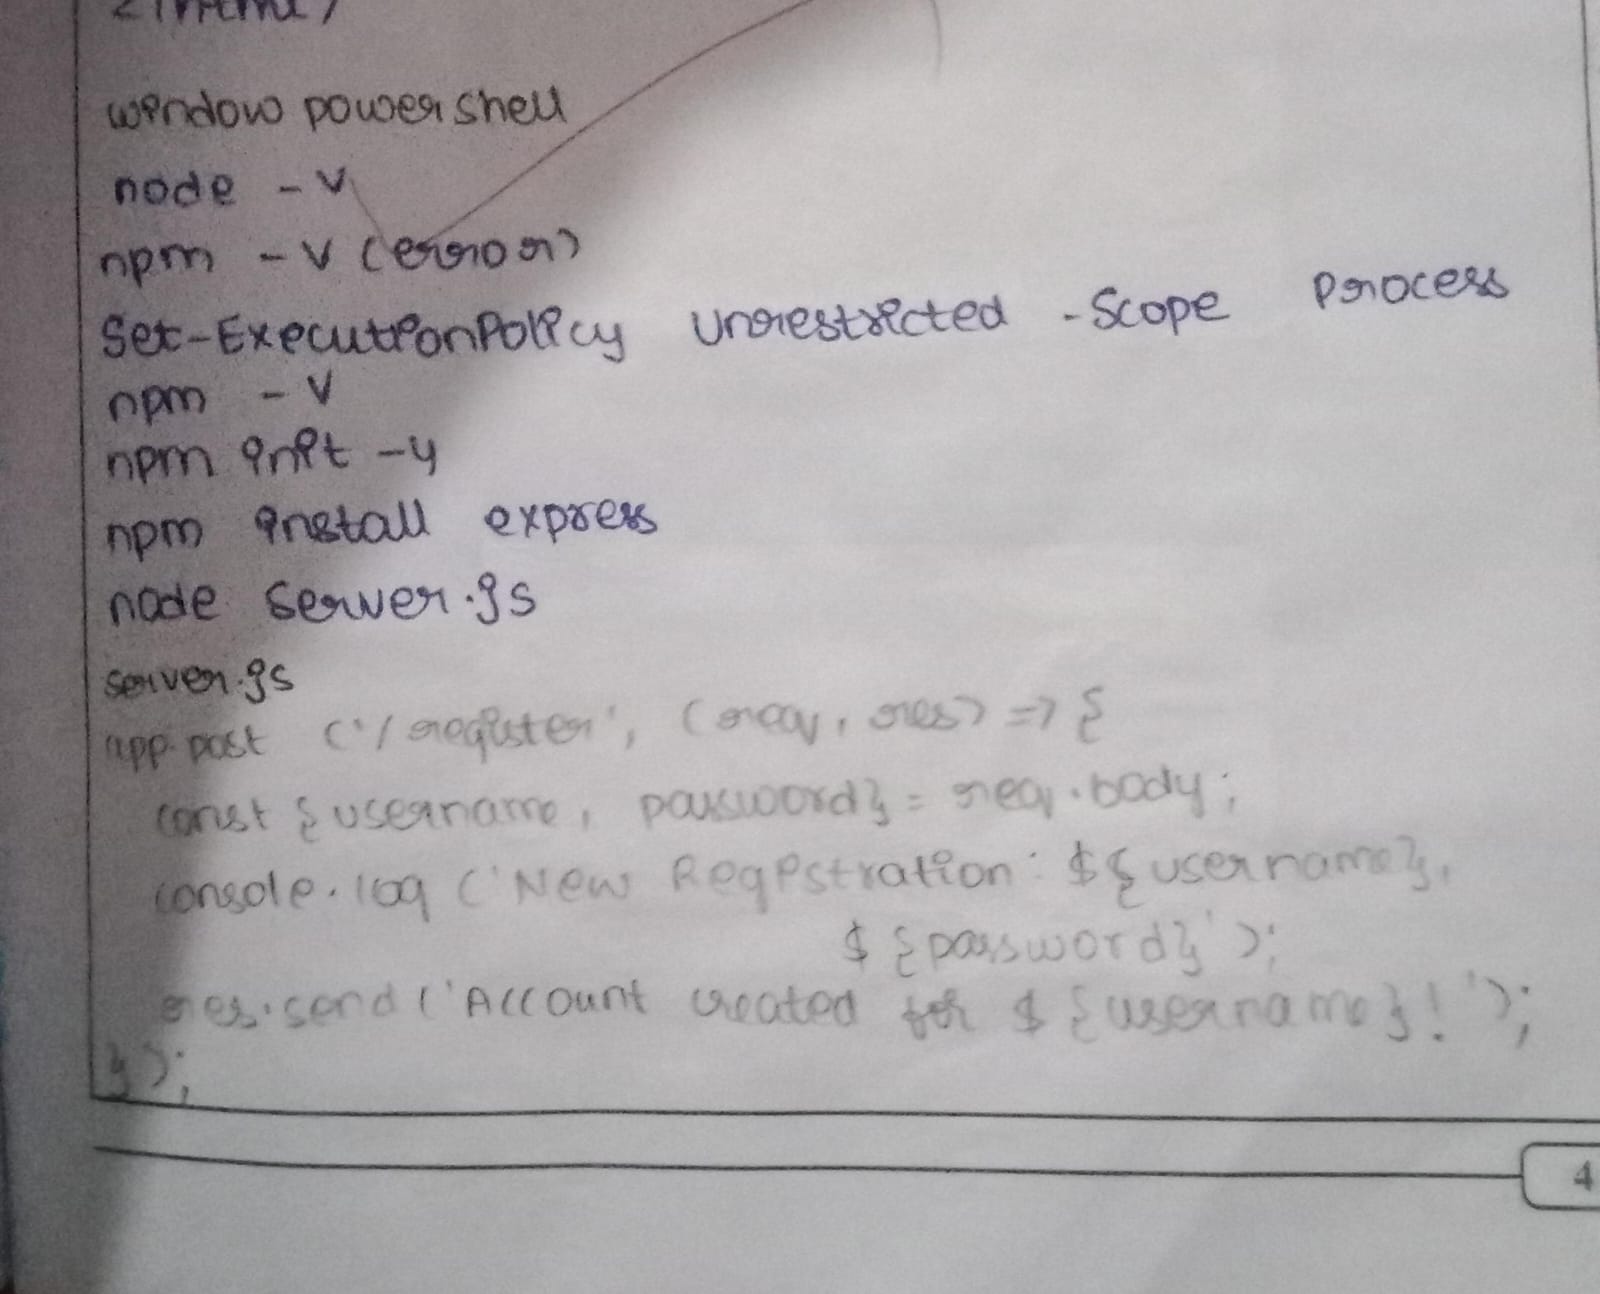 window powershell
node - v
npm - v (error)
Set-ExecutionPolicy Unrestricted -Scope Process
npm - v
npm init -y
npm install express
node server.js
server.js
app.post ('/register', (req, res) => {
const {username, password} = req.body;
console.log ('New Registration: ${username},
${password}');
res.send ('Account created for ${username}!');
});
4